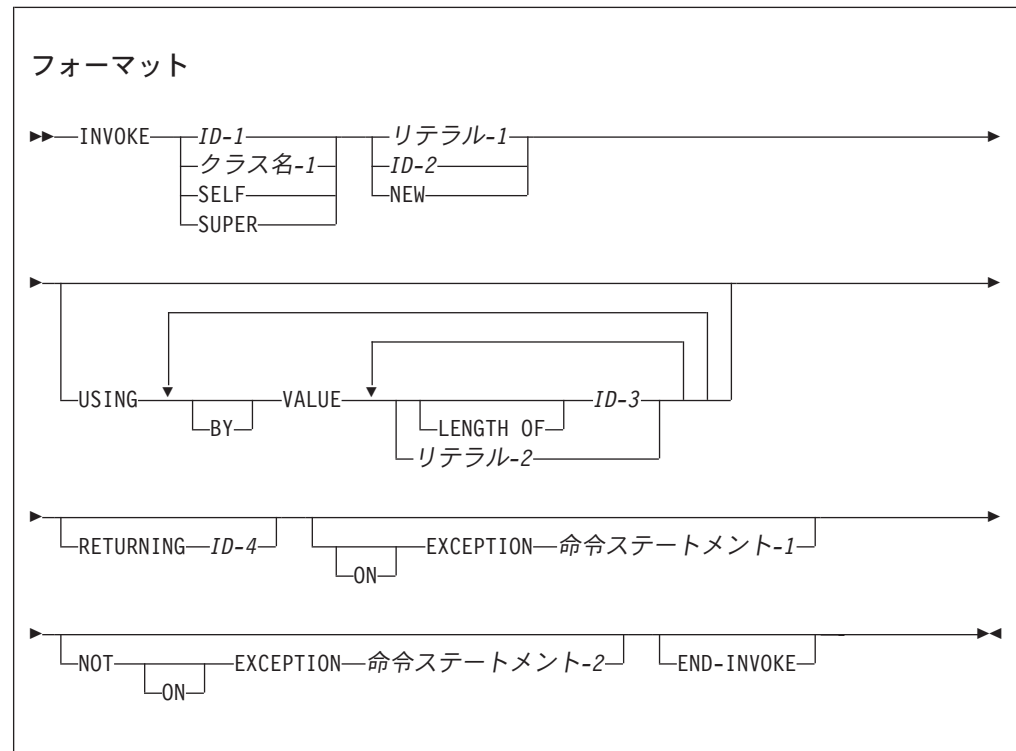 フォーマット
INVOKE ID-1 リテラル-1
クラス名-1 ID-2
SELF NEW
SUPER
USING VALUE ID-3
BY LENGTH OF
リテラル-2
RETURNING ID-4 EXCEPTION 命令ステートメント-1
ON
NOT EXCEPTION 命令ステートメント-2 END-INVOKE
ON